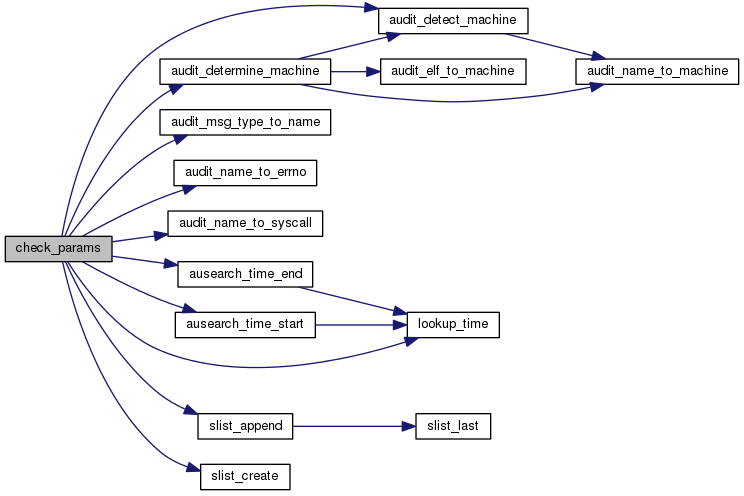 audit_detect_machine
audit_determine_machine
audit_elf_to_machine
audit_name_to_machine
audit_msg_type_to_name
audit_name_to_errno
audit_name_to_syscall
check_params
ausearch_time_end
ausearch_time_start
lookup_time
slist_append
slist_last
slist_create